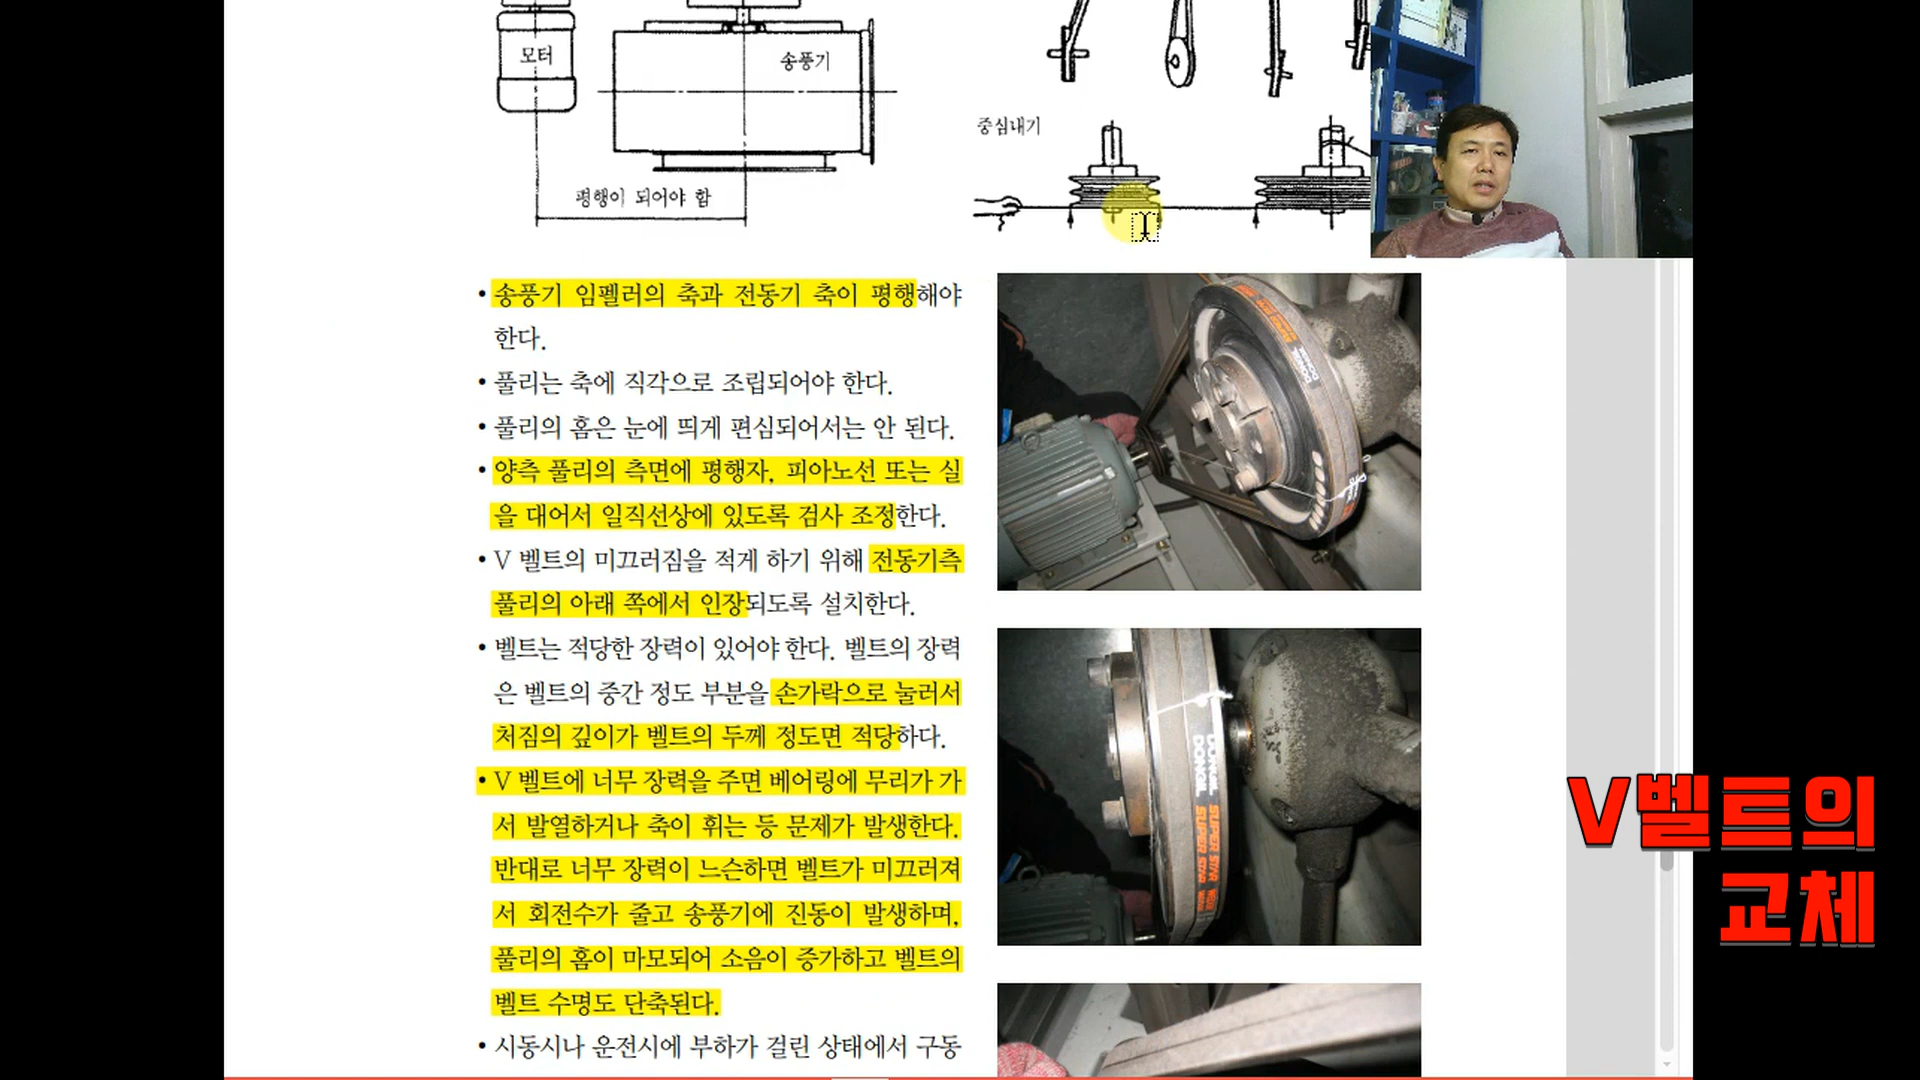 모터
송풍기
평행이 되어야 함
중심내기
• 송풍기 임펠러의 축과 전동기 축이 평행해야
한다.
• 풀리는 축에 직각으로 조립되어야 한다.
• 풀리의 홈은 눈에 띄게 편심되어서는 안 된다.
• 양측 풀리의 측면에 평행자, 피아노선 또는 실
을 대어서 일직선상에 있도록 검사 조정한다.
• V 벨트의 미끄러짐을 적게 하기 위해 전동기측
풀리의 아래 쪽에서 인장되도록 설치한다.
• 벨트는 적당한 장력이 있어야 한다. 벨트의 장력
은 벨트의 중간 정도 부분을 손가락으로 눌러서
처짐의 깊이가 벨트의 두께 정도면 적당하다.
• V 벨트에 너무 장력을 주면 베어링에 무리가 가
서 발열하거나 축이 휘는 등 문제가 발생한다.
반대로 너무 장력이 느슨하면 벨트가 미끄러져
서 회전수가 줄고 송풍기에 진동이 발생하며,
풀리의 홈이 마모되어 소음이 증가하고 벨트의
벨트 수명도 단축된다.
• 시동시나 운전시에 부하가 걸린 상태에서 구동
DONGIL
DONGIL SUPER STAR
DONGIL SUPER STAR
V벨트의
교체